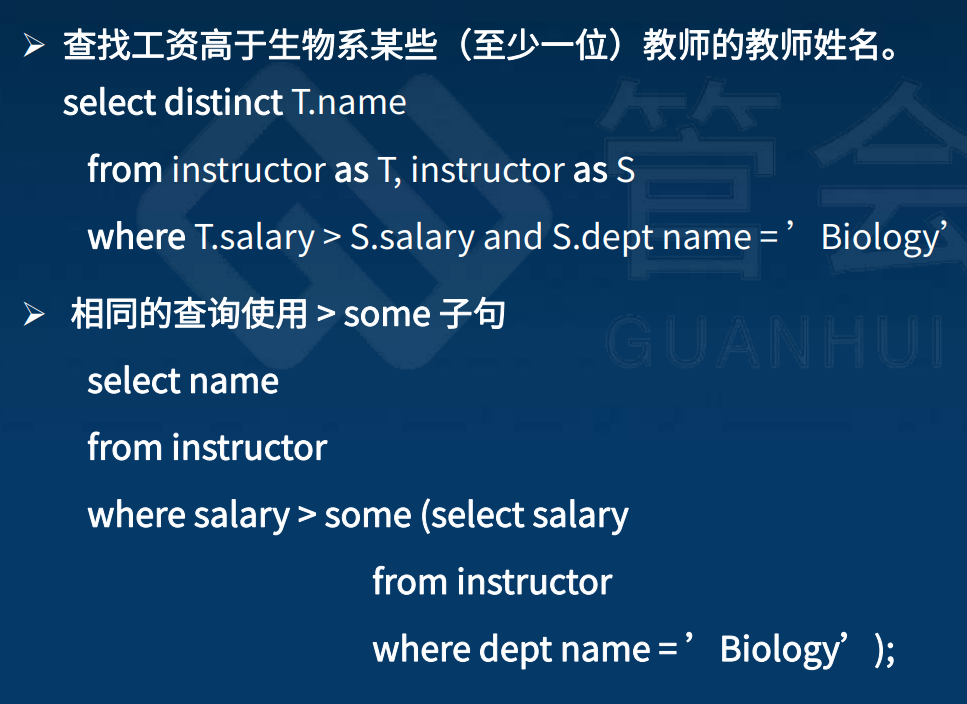 ➢ 查找工资高于生物系某些（至少一位）教师的教师姓名。
select distinct T.name
from instructor as T, instructor as S
where T.salary > S.salary and S.dept name = ’ Biology’
➢ 相同的查询使用 > some 子句
select name
from instructor
where salary > some (select salary
from instructor
where dept name = ’ Biology’ );
管会
GUANHUI